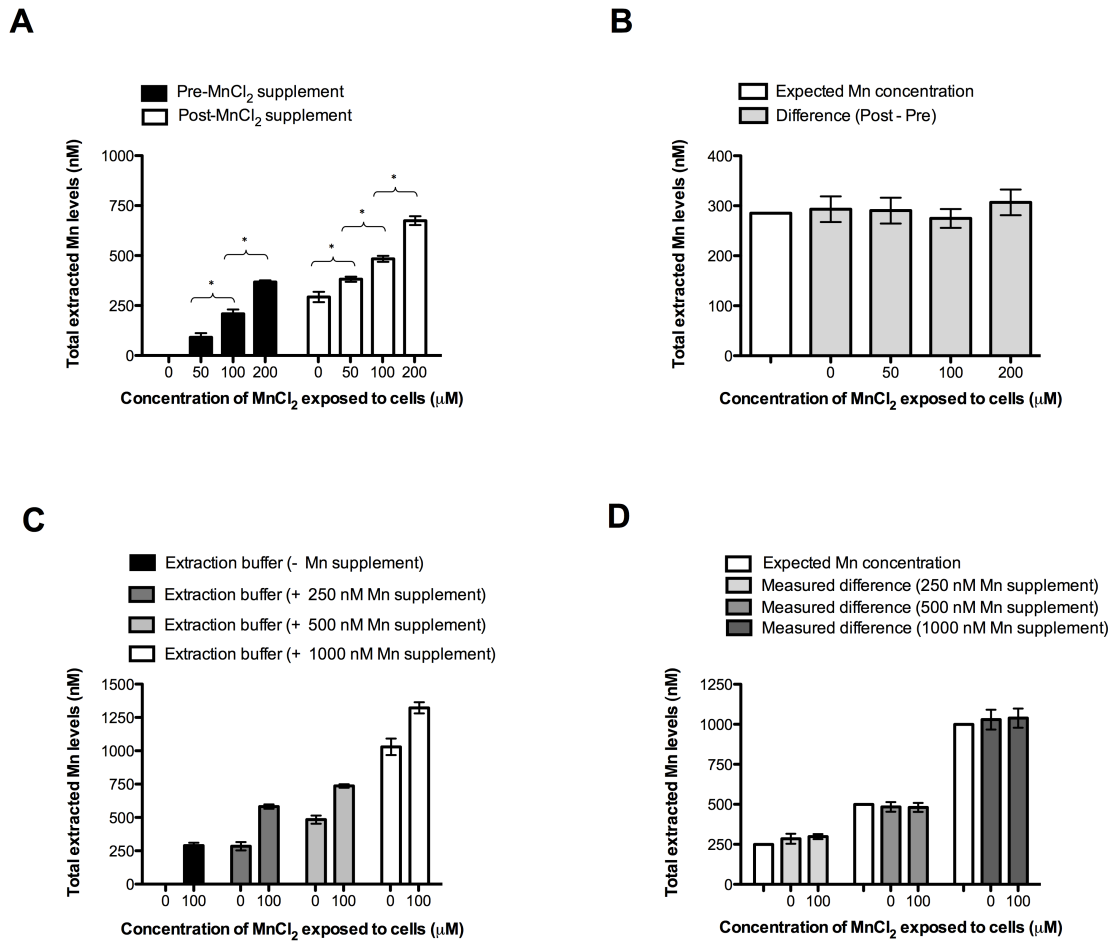 A
Pre-MnCl2 supplement
Post-MnCl2 supplement
Total extracted Mn levels (nM)
1000
750
500
250
0
* * * * *
0 50 100 200 0 50 100 200
Concentration of MnCl2 exposed to cells (μM)
B
Expected Mn concentration
Difference (Post - Pre)
Total extracted Mn levels (nM)
400
300
200
100
0
0 50 100 200
Concentration of MnCl2 exposed to cells (μM)
C
Extraction buffer (- Mn supplement)
Extraction buffer (+ 250 nM Mn supplement)
Extraction buffer (+ 500 nM Mn supplement)
Extraction buffer (+ 1000 nM Mn supplement)
Total extracted Mn levels (nM)
1500
1250
1000
750
500
250
0
0 100 0 100 0 100 0 100
Concentration of MnCl2 exposed to cells (μM)
D
Expected Mn concentration
Measured difference (250 nM Mn supplement)
Measured difference (500 nM Mn supplement)
Measured difference (1000 nM Mn supplement)
Total extracted Mn levels (nM)
1250
1000
750
500
250
0
0 100 0 100 0 100
Concentration of MnCl2 exposed to cells (μM)